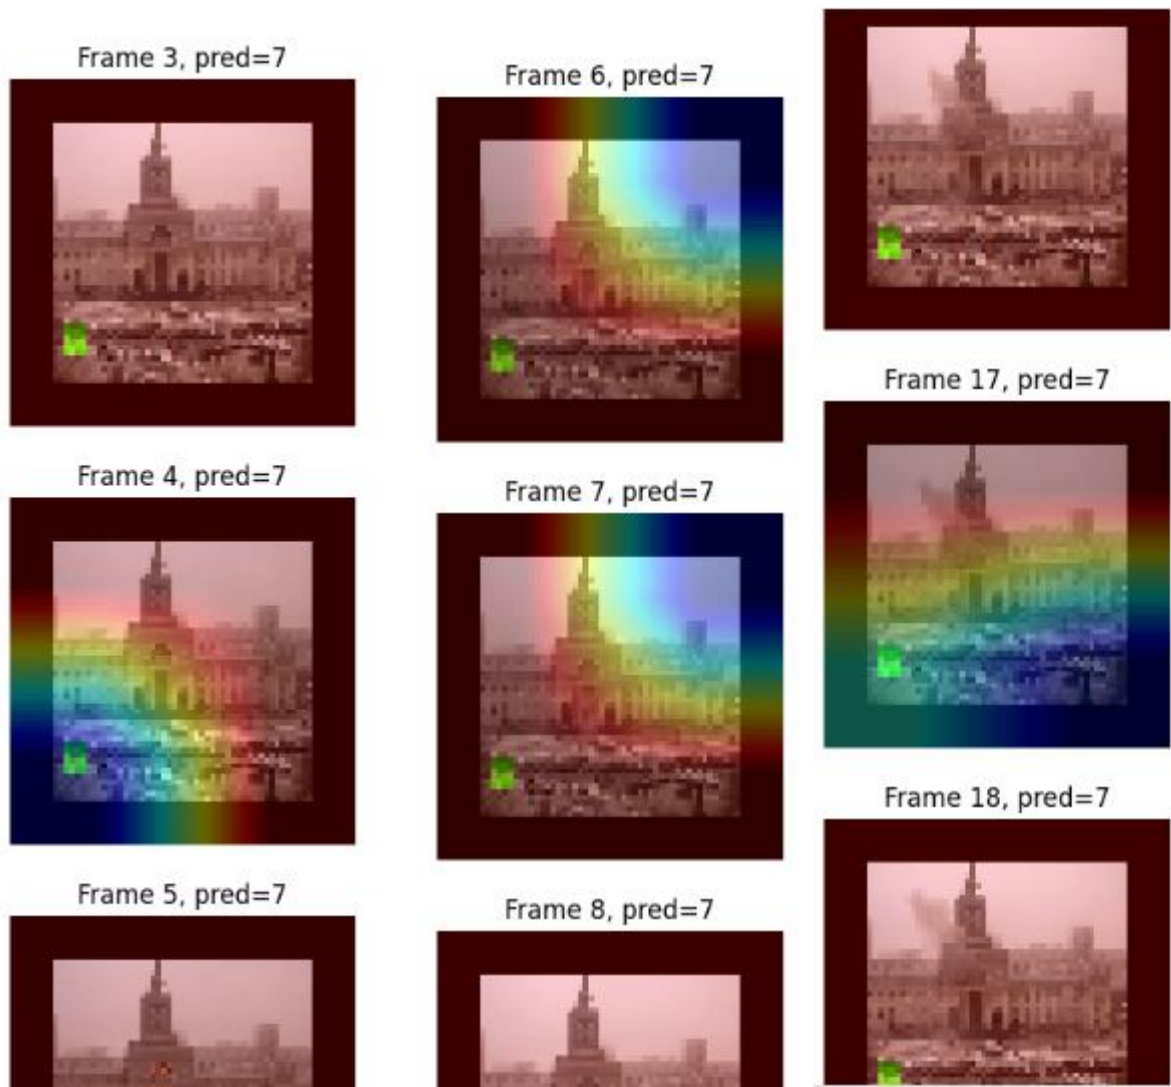 Frame 3, pred=7
Frame 4, pred=7
Frame 5, pred=7
Frame 6, pred=7
Frame 7, pred=7
Frame 8, pred=7
Frame 17, pred=7
Frame 18, pred=7